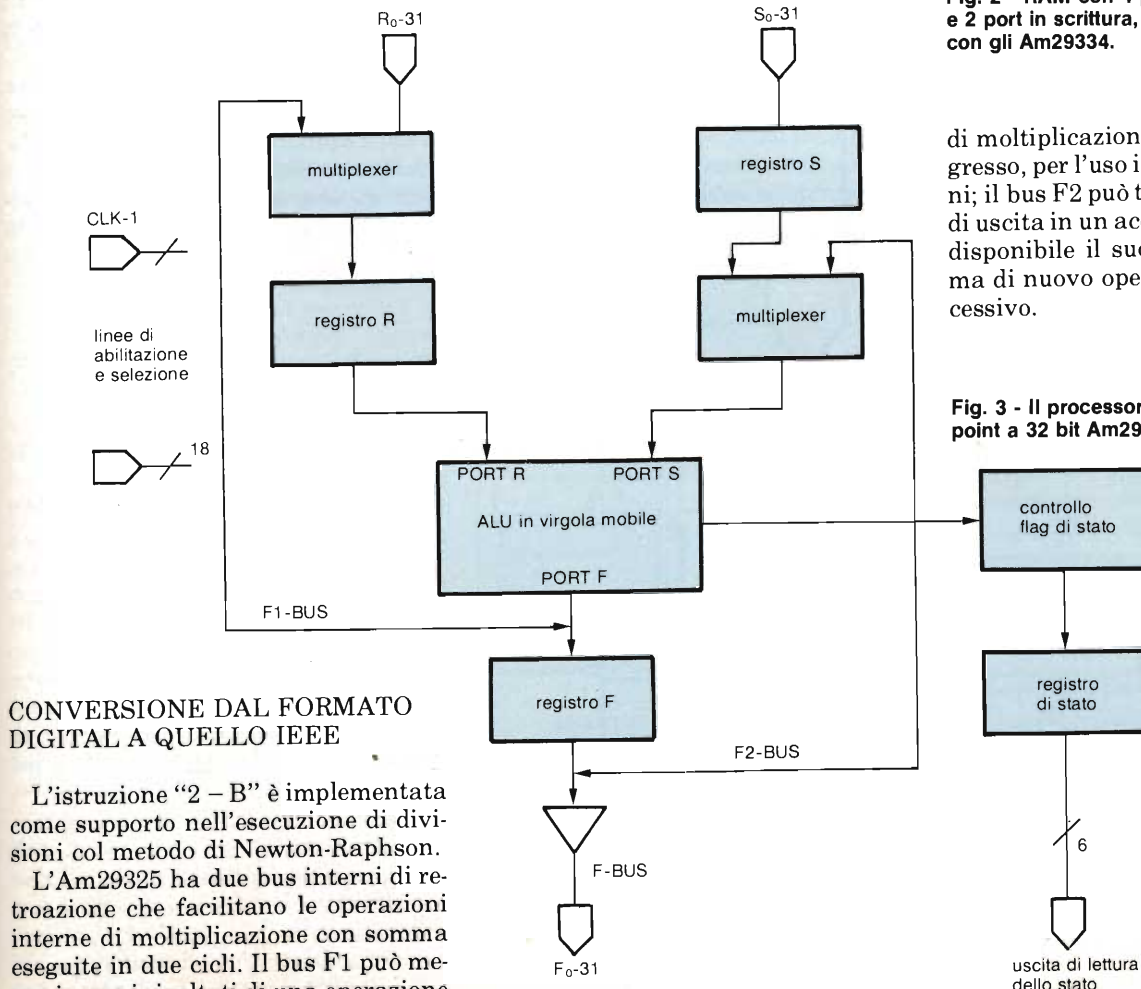 Fig. 2 - RAM con 4
e 2 port in scrittura,
con gli Am29334.
R0-31
S0-31
multiplexer
registro S
CLK-1
linee di
abilitazione
e selezione
18
registro R
multiplexer
PORT R
PORT S
ALU in virgola mobile
PORT F
F1-BUS
registro F
F2-BUS
F-BUS
F0-31
di moltiplicazion
gresso, per l'uso i
ni; il bus F2 può t
di uscita in un ac
disponibile il suc
ma di nuovo ope
cessivo.
Fig. 3 - Il processor
point a 32 bit Am29
controllo
flag di stato
registro
di stato
6
uscita di lettura
dello stato
CONVERSIONE DAL FORMATO
DIGITAL A QUELLO IEEE
L'istruzione “2 – B” è implementata
come supporto nell'esecuzione di divi-
sioni col metodo di Newton-Raphson.
L'Am29325 ha due bus interni di re-
troazione che facilitano le operazioni
interne di moltiplicazione con somma
eseguite in due cicli. Il bus F1 può me-
risultati di una operazione